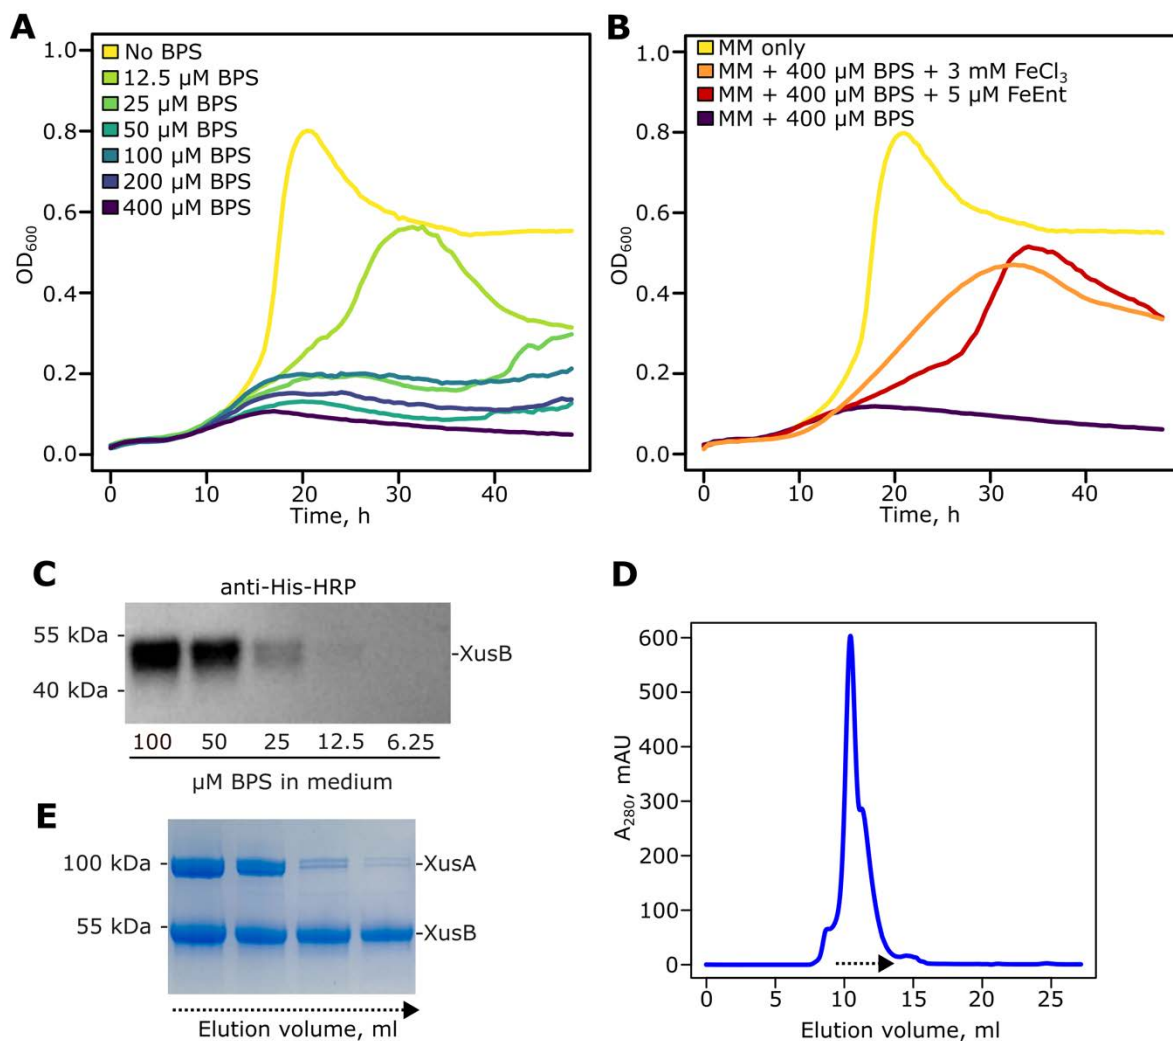 A
No BPS
12.5 µM BPS
25 µM BPS
50 µM BPS
100 µM BPS
200 µM BPS
400 µM BPS
1.0
0.8
0.6
0.4
0.2
0.0
OD600
0 10 20 30 40
Time, h
B
MM only
MM + 400 µM BPS + 3 mM FeCl3
MM + 400 µM BPS + 5 µM FeEnt
MM + 400 µM BPS
1.0
0.8
0.6
0.4
0.2
0.0
OD600
0 10 20 30 40
Time, h
C
anti-His-HRP
55 kDa -
40 kDa -
-XusB
100 50 25 12.5 6.25
µM BPS in medium
D
600
500
400
300
200
100
0
A280, mAU
0 5 10 15 20 25
Elution volume, ml
E
100 kDa -
-XusA
55 kDa -
-XusB
Elution volume, ml